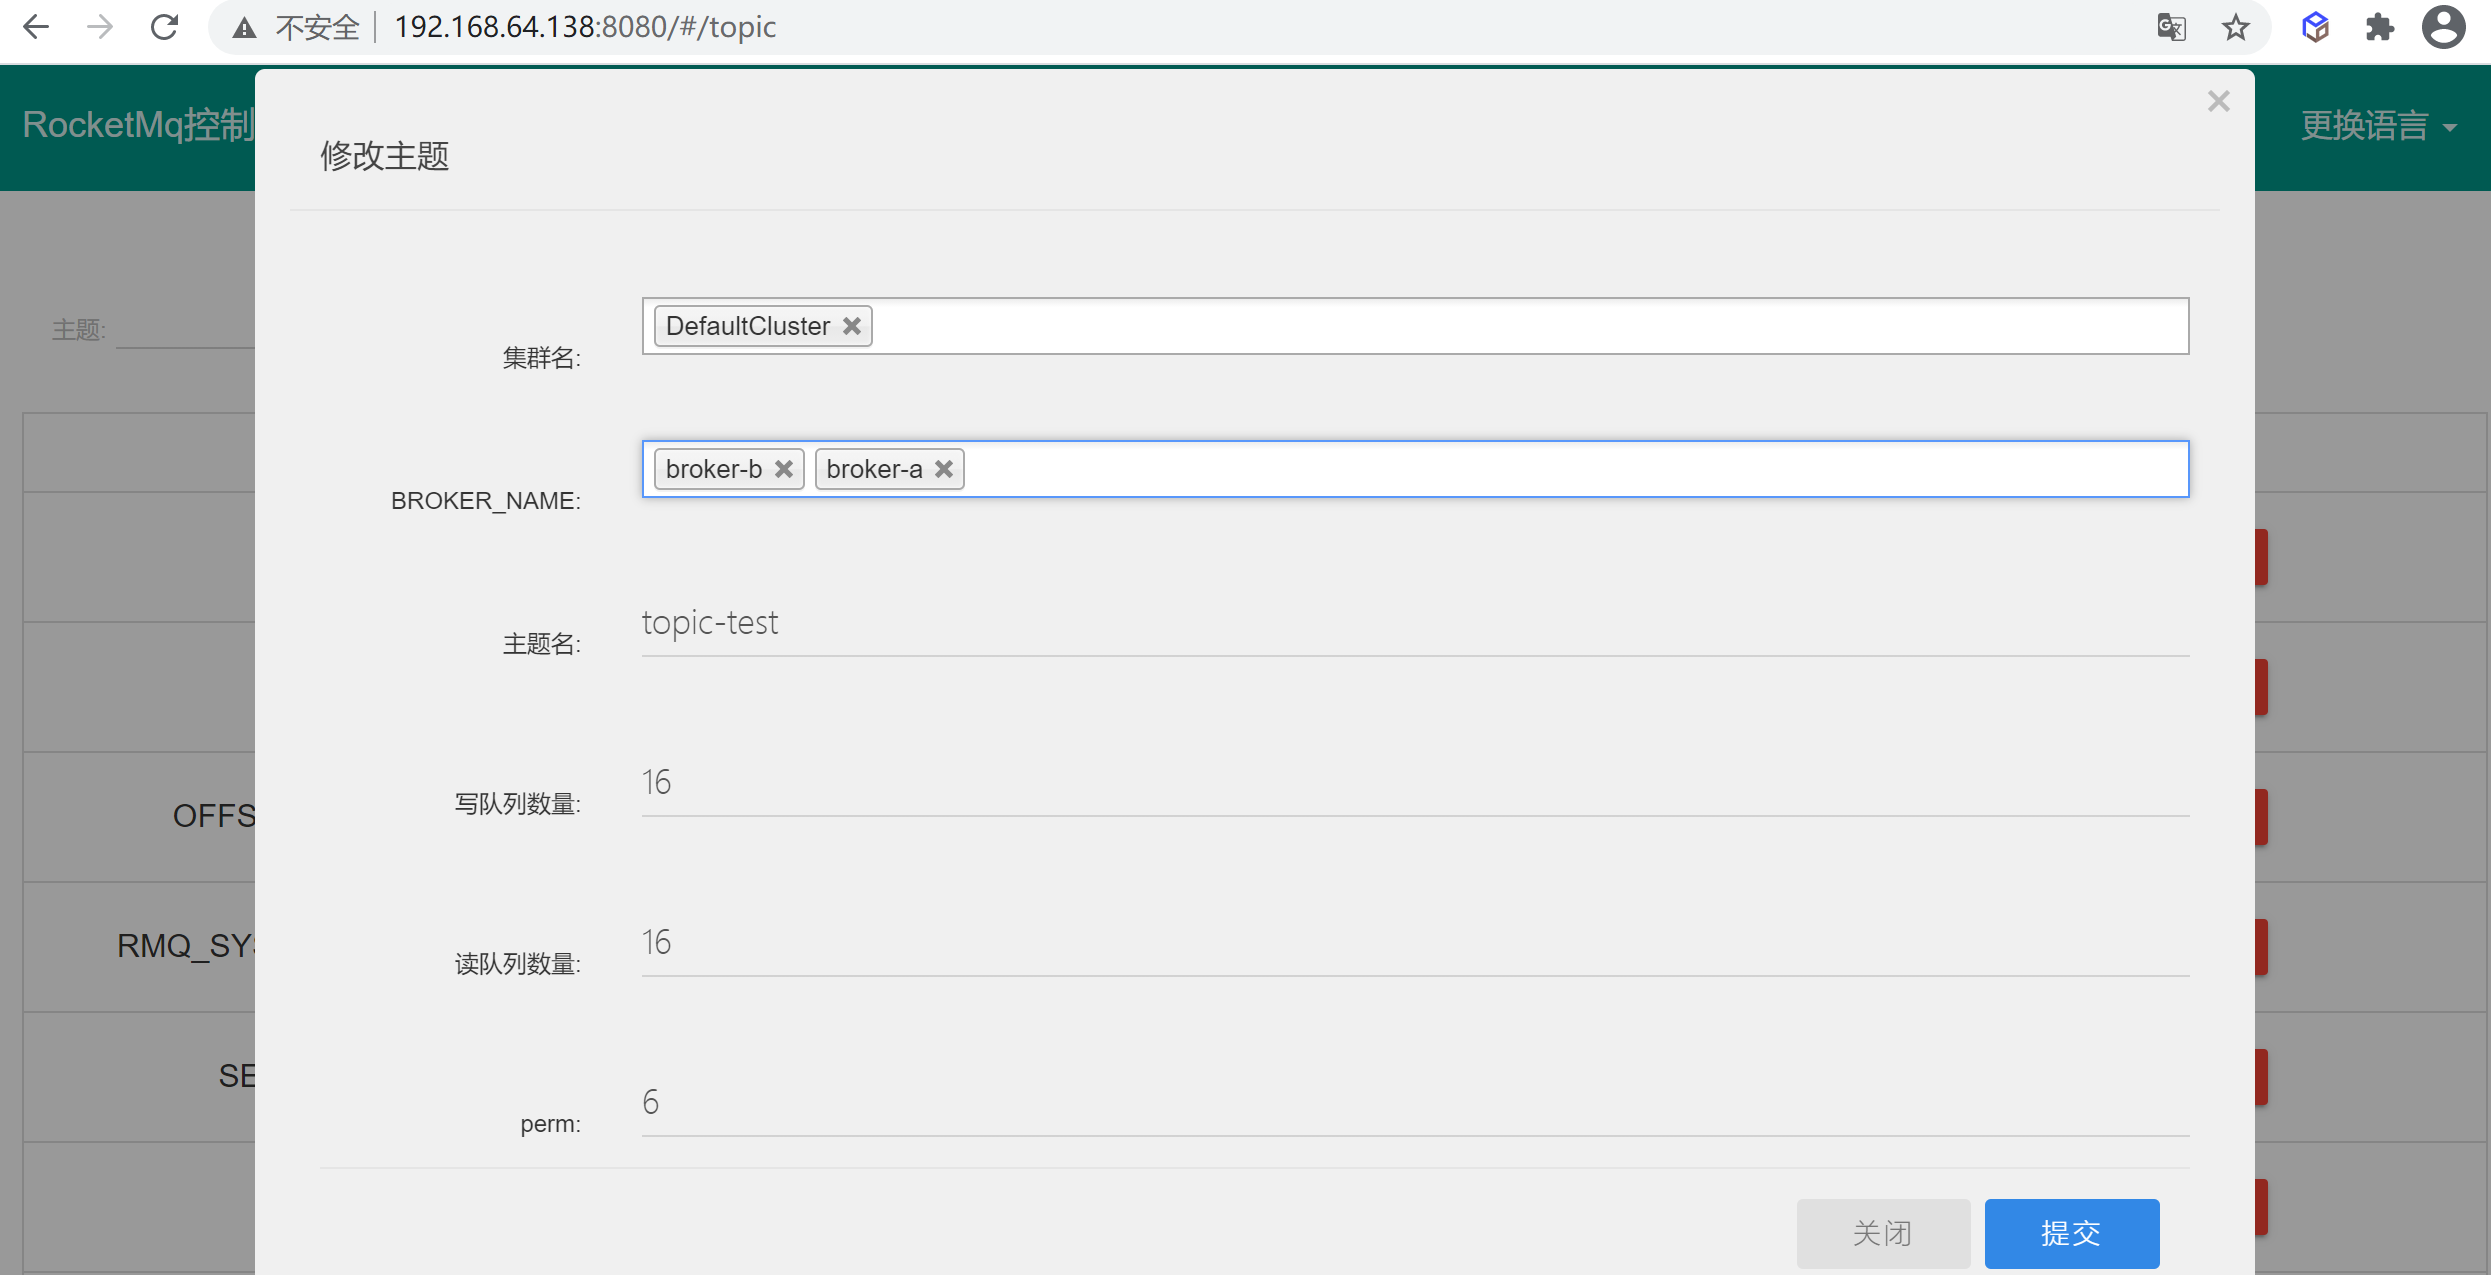 不安全 192.168.64.138:8080/#/topic
RocketMq控制
更换语言
修改主题
主题:
集群名:
DefaultCluster
BROKER_NAME:
broker-b broker-a
主题名:
topic-test
写队列数量:
16
OFFS
读队列数量:
16
RMQ_SYS
SE
perm:
6
关闭 提交